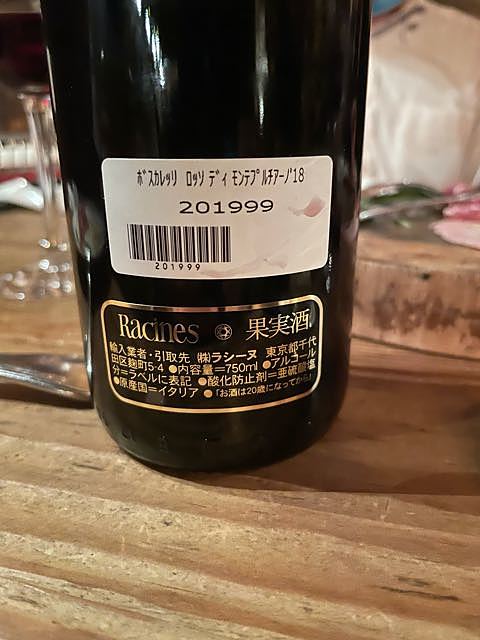 ﾎﾞｽｶﾚｯﾘ ﾛｯｿ ﾃﾞｨ ﾓﾝﾃﾌﾟﾙﾁｱｰﾉ'18
201999
201999
Racines 果実酒
輸入業者・引取先 ㈱ラシーヌ 東京都千代
田区麹町5-4 ●内容量＝750ml ●アルコール
分＝ラベルに表記 ●酸化防止剤＝亜硫酸塩
●原産国＝イタリア ●「お酒は20歳になってから」